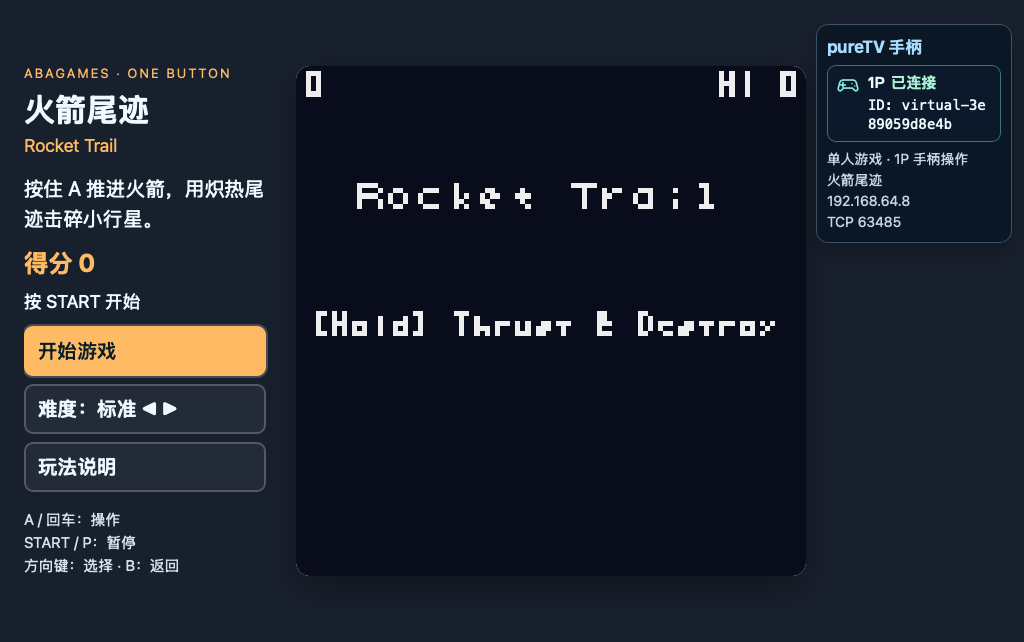 ABAGAMES · ONE BUTTON
火箭尾迹
Rocket Trail
按住 A 推进火箭，用炽热尾
迹击碎小行星。
得分 0
按 START 开始
开始游戏
难度：标准 ◀ ▶
玩法说明
A / 回车：操作
START / P：暂停
方向键：选择 · B：返回
0
HI 0
Rocket Trail
[Hold] Thrust & Destroy
pureTV 手柄
1P 已连接
ID: virtual-3e
89059d8e4b
单人游戏 · 1P 手柄操作
火箭尾迹
192.168.64.8
TCP 63485